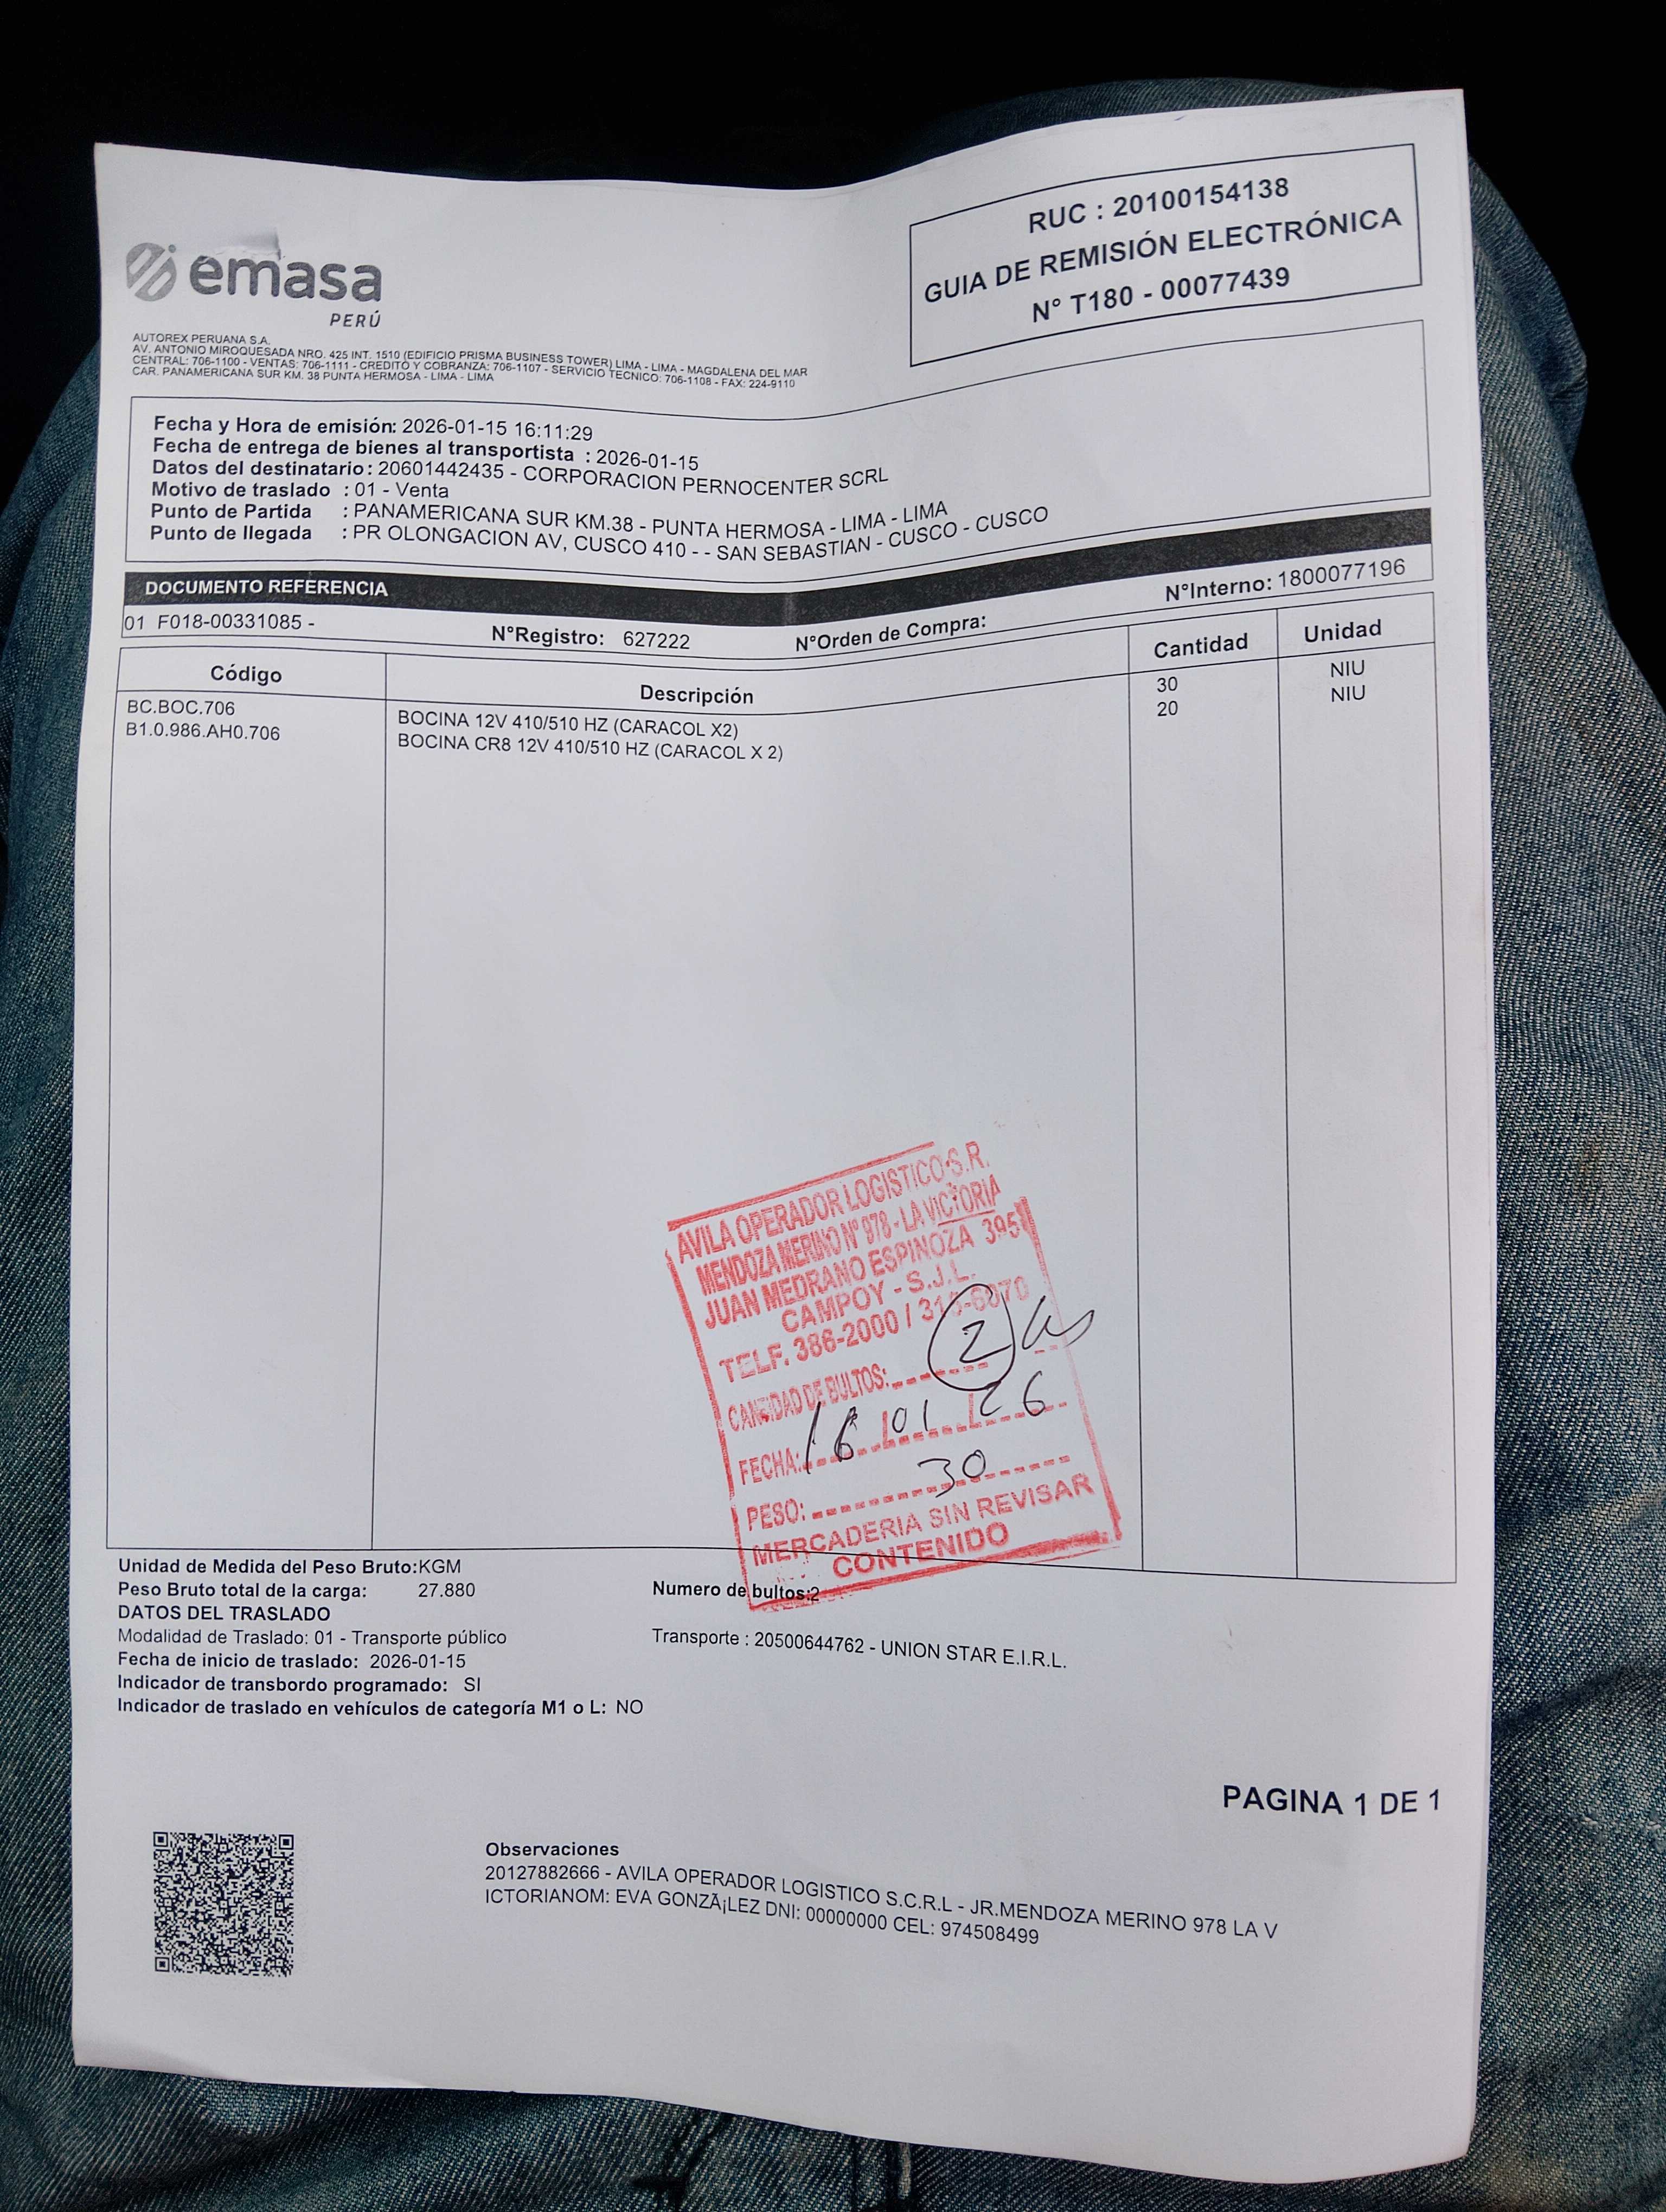 emasa
PERÚ
RUC : 20100154138
GUIA DE REMISIÓN ELECTRÓNICA
N° T180 - 00077439
AUTOREX PERUANA S.A.
AV. ANTONIO MIROQUESADA NRO. 425 INT. 1510 (EDIFICIO PRISMA BUSINESS TOWER) LIMA - LIMA - MAGDALENA DEL MAR
CENTRAL: 706-1100 - VENTAS: 706-1111 - CREDITO Y COBRANZA: 706-1107 - SERVICIO TECNICO: 706-1108 - FAX: 224-9110
CAR. PANAMERICANA SUR KM. 38 PUNTA HERMOSA - LIMA - LIMA
Fecha y Hora de emisión: 2026-01-15 16:11:29
Fecha de entrega de bienes al transportista : 2026-01-15
Datos del destinatario: 20601442435 - CORPORACION PERNOCENTER SCRL
Motivo de traslado : 01 - Venta
Punto de Partida : PANAMERICANA SUR KM.38 - PUNTA HERMOSA - LIMA - LIMA
Punto de llegada : PR OLONGACION AV, CUSCO 410 - - SAN SEBASTIAN - CUSCO - CUSCO
DOCUMENTO REFERENCIA
01 F018-00331085 - N°Registro: 627222 N°Orden de Compra: N°Interno: 1800077196
Código Descripción Cantidad Unidad
BC.BOC.706 BOCINA 12V 410/510 HZ (CARACOL X2) 30 NIU
B1.0.986.AH0.706 BOCINA CR8 12V 410/510 HZ (CARACOL X 2) 20 NIU
AVILA OPERADOR LOGISTICO S.R.
MENDOZA MERINO N° 978 - LA VICTORIA
JUAN MEDRANO ESPINOZA 395
CAMPOY - S.J.L.
TELF. 386-2000 / 313-6070
CANTIDAD DE BULTOS: 2
FECHA: 16/01/26
PESO: 30
MERCADERIA SIN REVISAR
CONTENIDO
Unidad de Medida del Peso Bruto:KGM
Peso Bruto total de la carga: 27.880 Numero de bultos:2
DATOS DEL TRASLADO
Modalidad de Traslado: 01 - Transporte público Transporte : 20500644762 - UNION STAR E.I.R.L.
Fecha de inicio de traslado: 2026-01-15
Indicador de transbordo programado: SI
Indicador de traslado en vehículos de categoría M1 o L: NO
PAGINA 1 DE 1
Observaciones
20127882666 - AVILA OPERADOR LOGISTICO S.C.R.L - JR.MENDOZA MERINO 978 LA V
ICTORIANOM: EVA GONZÃ¡LEZ DNI: 00000000 CEL: 974508499